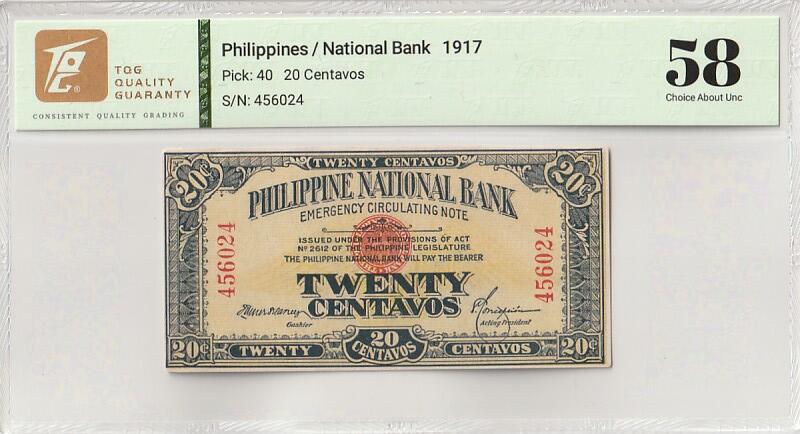 TQG
QUALITY
GUARANTY
CONSISTENT QUALITY GRADING
Philippines / National Bank 1917
Pick: 40 20 Centavos
S/N: 456024
58
Choice About Unc
TWENTY CENTAVOS
20¢ 20¢
PHILIPPINE NATIONAL BANK
EMERGENCY CIRCULATING NOTE
ISSUED UNDER THE PROVISIONS OF ACT
No 2612 OF THE PHILIPPINE LEGISLATURE
THE PHILIPPINE NATIONAL BANK WILL PAY THE BEARER
456024 456024
TWENTY
CENTAVOS
Cashier
Acting President
20¢ TWENTY 20 CENTAVOS CENTAVOS 20¢